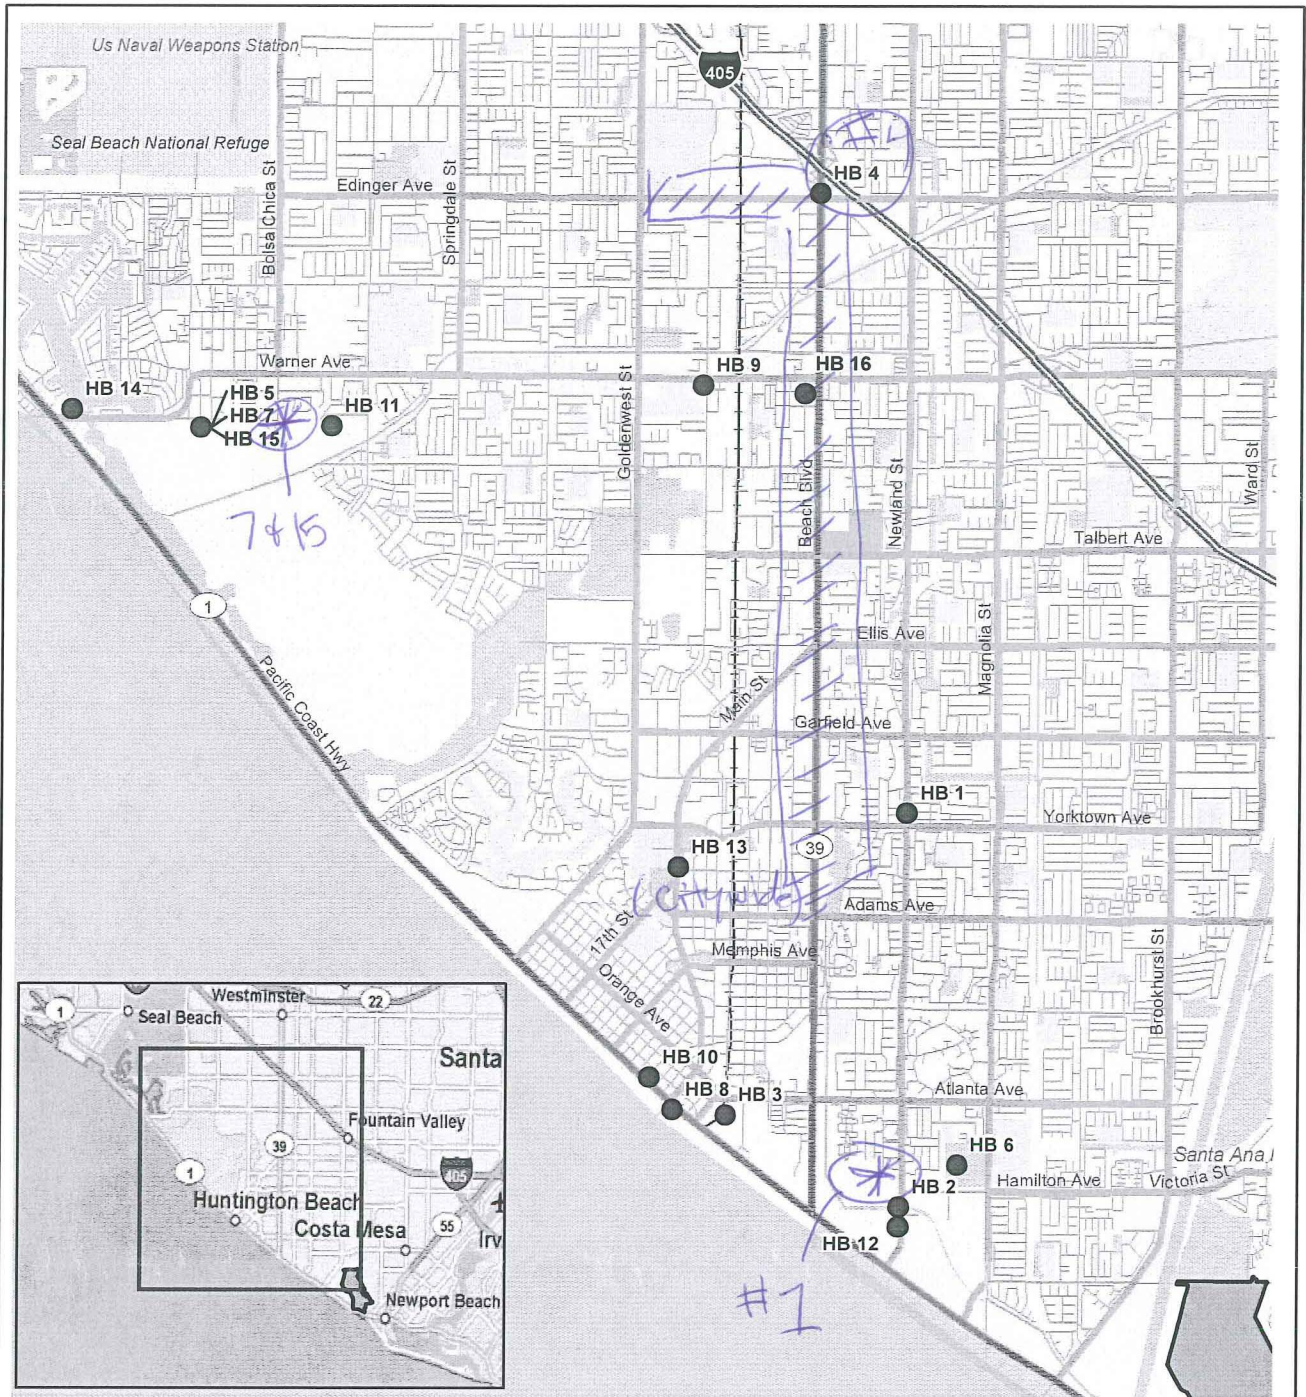 Us Naval Weapons Station
405
Seal Beach National Refuge
HB 4
Edinger Ave
Bolsa Chica St
Springdale St
Warner Ave
HB 14
HB 5
HB 7
HB 15
HB 11
HB 9
HB 16
Goldenwest St
Beach Blvd
Newland St
Ward St
7 & 15
Talbert Ave
1
Pacific Coast Hwy
Ellis Ave
Magnolia St
Main St
Garfield Ave
HB 1
Yorktown Ave
HB 13
39
(Citywide)
Adams Ave
17th St
Memphis Ave
Orange Ave
Brookhurst St
HB 10
HB 8
HB 3
Atlanta Ave
HB 6
Santa Ana
Hamilton Ave
Victoria St
HB 2
HB 12
#1
Westminster
22
1
Seal Beach
Santa
Fountain Valley
39
1
405
Huntington Beach
Costa Mesa
55
Irv
Newport Beach